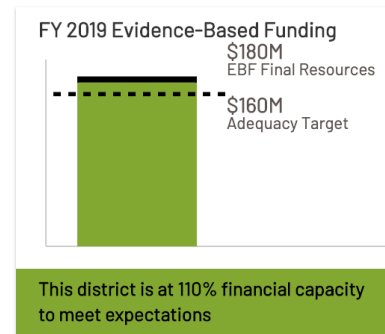 FY 2019 Evidence-Based Funding
$180M
EBF Final Resources
$160M
Adequacy Target
This district is at 110% financial capacity
to meet expectations